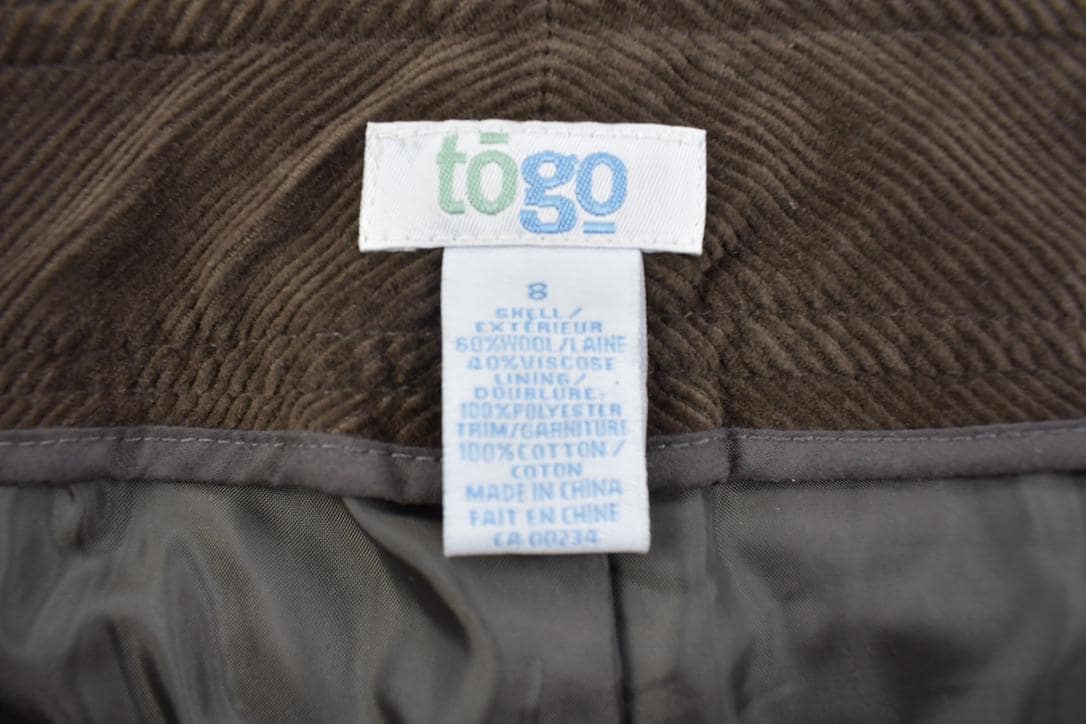 tōgo
8
SHELL/
EXTÉRIEUR
60%WOOL/LAINE
40%VISCOSE
LINING/
DOUBLURE:
100%POLYESTER
TRIM/GARNITURE
100%COTTON/
COTON
MADE IN CHINA
FAIT EN CHINE
CA 00234